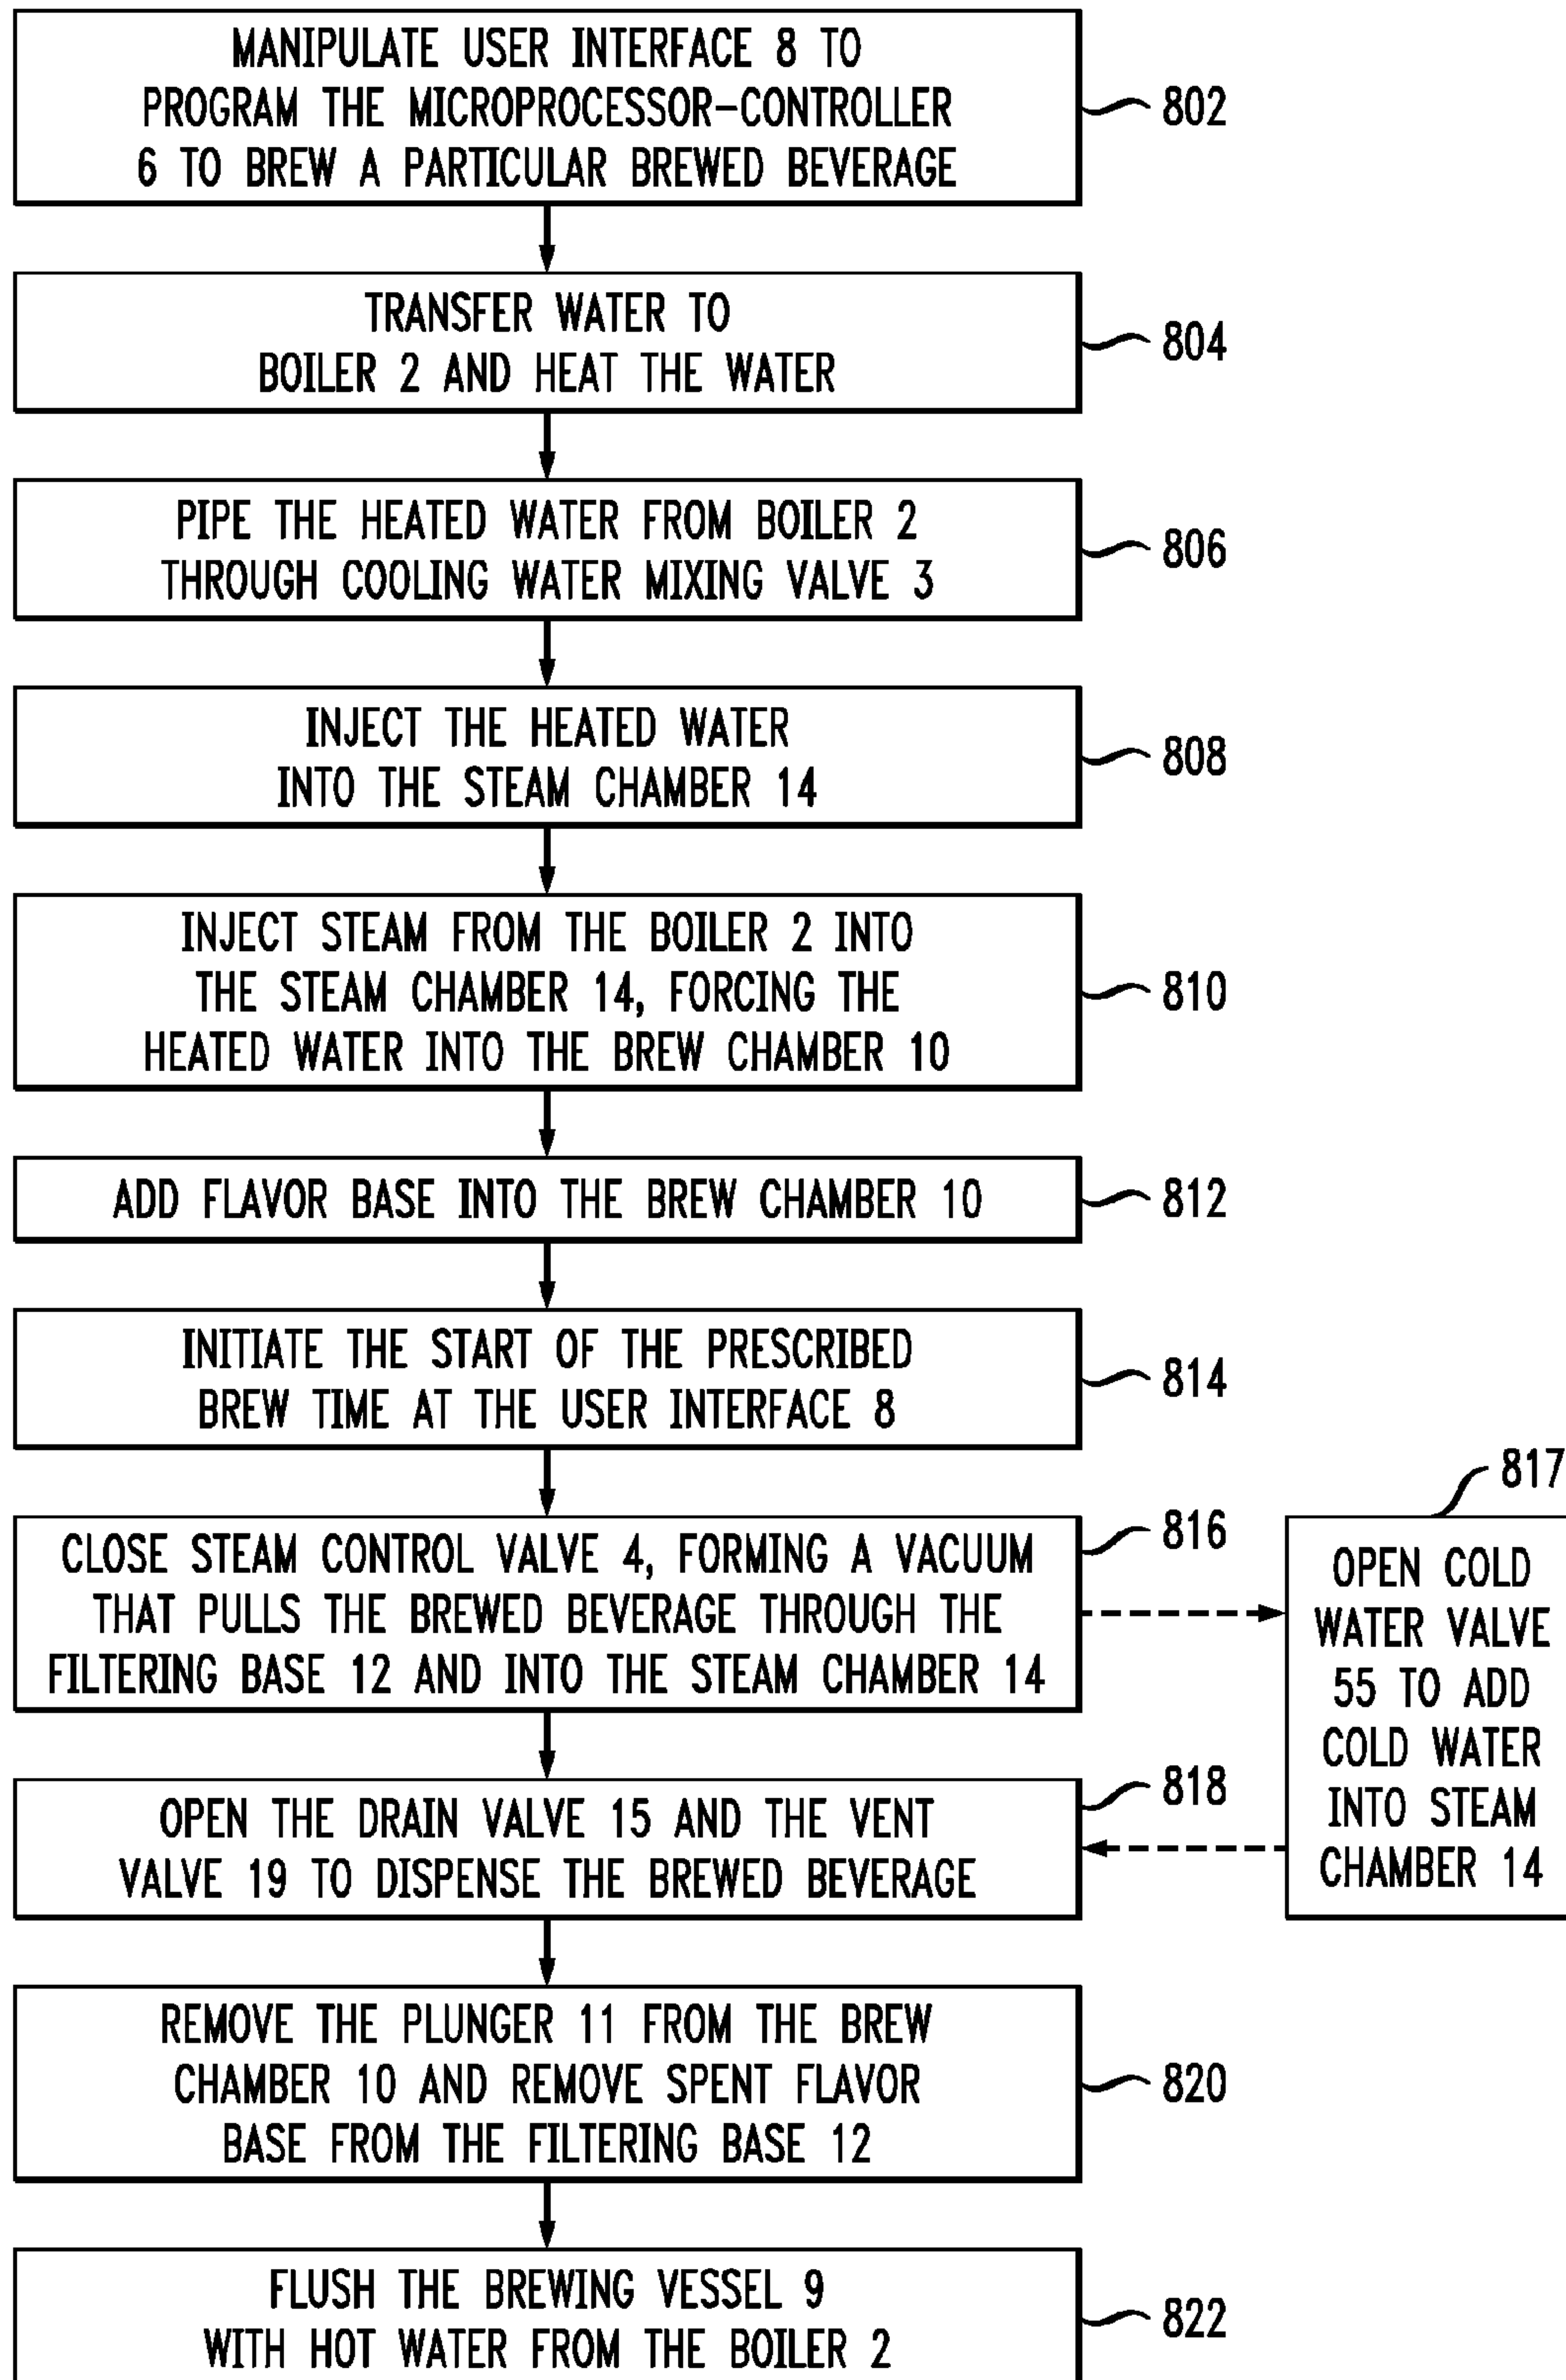 MANIPULATE USER INTERFACE 8 TO
PROGRAM THE MICROPROCESSOR-CONTROLLER
6 TO BREW A PARTICULAR BREWED BEVERAGE
802
TRANSFER WATER TO
BOILER 2 AND HEAT THE WATER
804
PIPE THE HEATED WATER FROM BOILER 2
THROUGH COOLING WATER MIXING VALVE 3
806
INJECT THE HEATED WATER
INTO THE STEAM CHAMBER 14
808
INJECT STEAM FROM THE BOILER 2 INTO
THE STEAM CHAMBER 14, FORCING THE
HEATED WATER INTO THE BREW CHAMBER 10
810
ADD FLAVOR BASE INTO THE BREW CHAMBER 10
812
INITIATE THE START OF THE PRESCRIBED
BREW TIME AT THE USER INTERFACE 8
814
CLOSE STEAM CONTROL VALVE 4, FORMING A VACUUM
THAT PULLS THE BREWED BEVERAGE THROUGH THE
FILTERING BASE 12 AND INTO THE STEAM CHAMBER 14
816
817
OPEN COLD
WATER VALVE
55 TO ADD
COLD WATER
INTO STEAM
CHAMBER 14
OPEN THE DRAIN VALVE 15 AND THE VENT
VALVE 19 TO DISPENSE THE BREWED BEVERAGE
818
REMOVE THE PLUNGER 11 FROM THE BREW
CHAMBER 10 AND REMOVE SPENT FLAVOR
BASE FROM THE FILTERING BASE 12
820
FLUSH THE BREWING VESSEL 9
WITH HOT WATER FROM THE BOILER 2
822